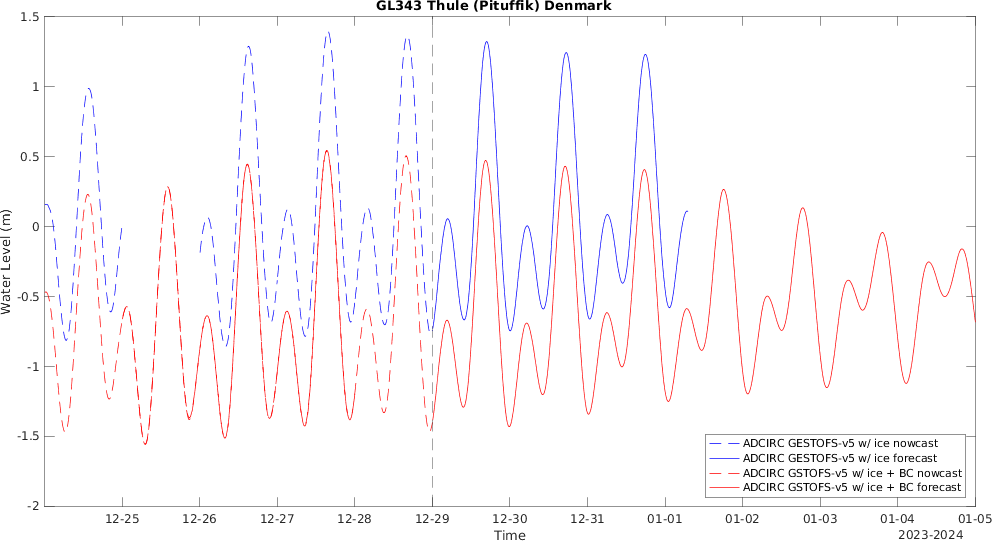 GL343 Thule (Pituffik) Denmark
1.5
1
0.5
0
-0.5
-1
-1.5
-2
Water Level (m)
12-25 12-26 12-27 12-28 12-29 12-30 12-31 01-01 01-02 01-03 01-04 01-05
Time
2023-2024
ADCIRC GESTOFS-v5 w/ ice nowcast
ADCIRC GESTOFS-v5 w/ ice forecast
ADCIRC GSTOFS-v5 w/ ice + BC nowcast
ADCIRC GSTOFS-v5 w/ ice + BC forecast